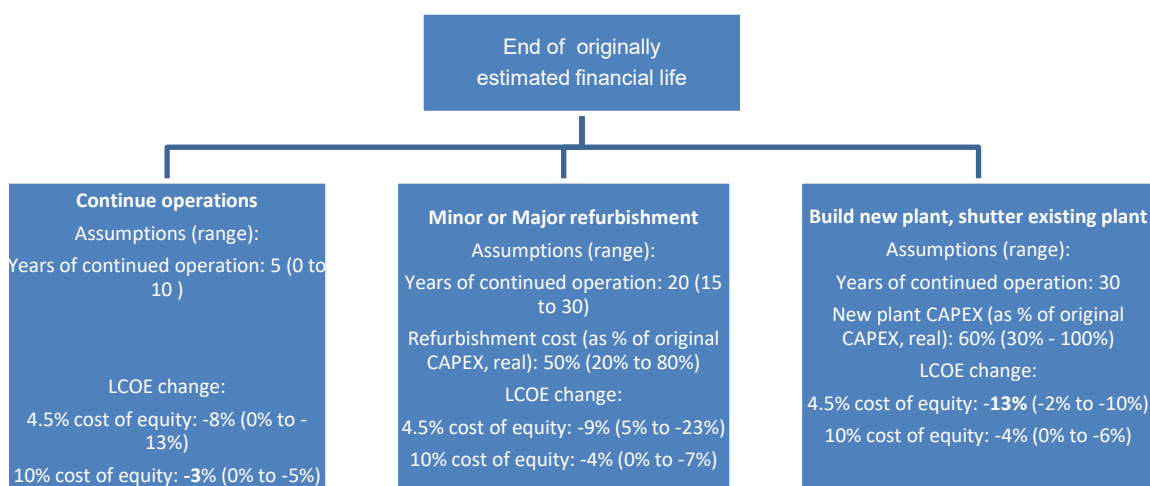 End of originally
estimated financial life
Continue operations
Assumptions (range):
Years of continued operation: 5 (0 to
10 )
LCOE change:
4.5% cost of equity: -8% (0% to -
13%)
10% cost of equity: -3% (0% to -5%)
Minor or Major refurbishment
Assumptions (range):
Years of continued operation: 20 (15
to 30)
Refurbishment cost (as % of original
CAPEX, real): 50% (20% to 80%)
LCOE change:
4.5% cost of equity: -9% (5% to -23%)
10% cost of equity: -4% (0% to -7%)
Build new plant, shutter existing plant
Assumptions (range):
Years of continued operation: 30
New plant CAPEX (as % of original
CAPEX, real): 60% (30% - 100%)
LCOE change:
4.5% cost of equity: -13% (-2% to -10%)
10% cost of equity: -4% (0% to -6%)